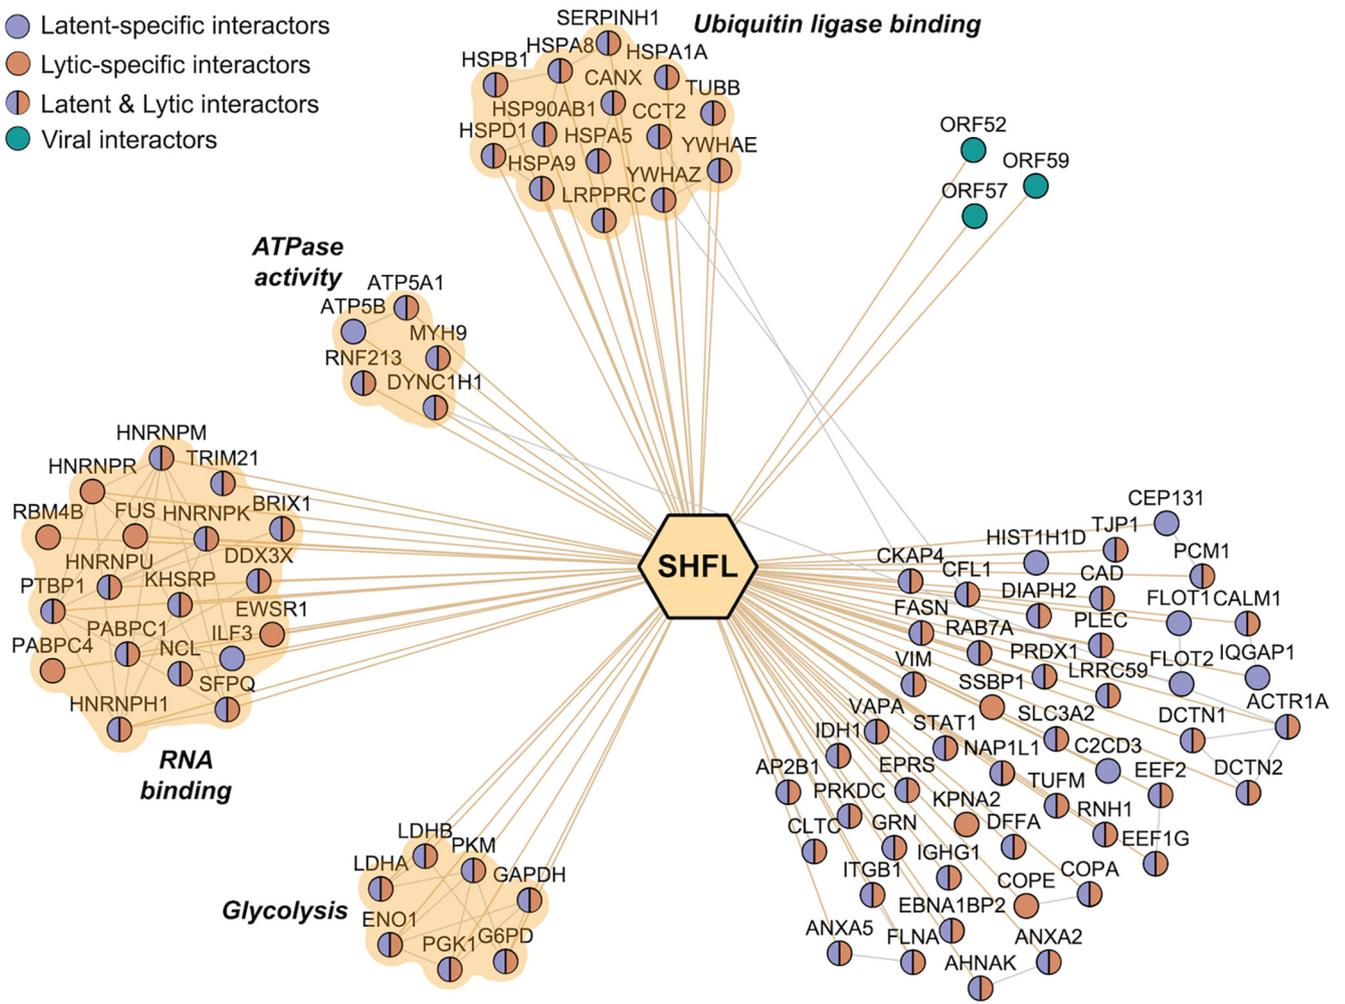 Latent-specific interactors
Lytic-specific interactors
Latent & Lytic interactors
Viral interactors
Ubiquitin ligase binding
SERPINH1
HSPA8
HSPA1A
HSPB1
CANX
TUBB
HSP90AB1
CCT2
HSPD1
HSPA5
YWHAE
HSPA9
YWHAZ
LRPPRC
ORF52
ORF59
ORF57
ATPase
activity
ATP5A1
ATP5B
MYH9
RNF213
DYNC1H1
HNRNPM
HNRNPR
TRIM21
RBM4B
FUS
HNRNPK
BRIX1
HNRNPU
DDX3X
PTBP1
KHSRP
EWSR1
PABPC4
PABPC1
ILF3
NCL
SFPQ
HNRNPH1
RNA
binding
SHFL
Glycolysis
LDHB
PKM
LDHA
GAPDH
ENO1
PGK1
G6PD
CEP131
HIST1H1D
TJP1
CKAP4
CFL1
PCM1
CAD
DIAPH2
FLOT1
CALM1
FASN
RAB7A
PLEC
PRDX1
IQGAP1
VIM
LRRC59
FLOT2
SSBP1
ACTR1A
VAPA
STAT1
SLC3A2
DCTN1
IDH1
NAP1L1
C2CD3
AP2B1
EPRS
TUFM
EEF2
DCTN2
PRKDC
KPNA2
RNH1
CLTC
GRN
DFFA
EEF1G
IGHG1
ITGB1
COPE
COPA
EBNA1BP2
ANXA5
FLNA
ANXA2
AHNAK